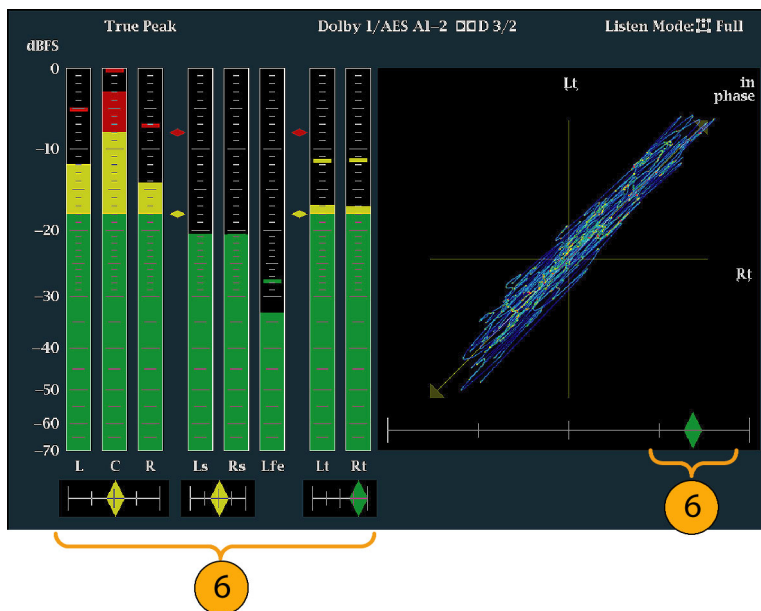 True Peak
Dolby 1/AES A1–2 DD D 3/2
Listen Mode: Full
dBFS
0
–10
–20
–30
–40
–50
–60
–70
L C R Ls Rs Lfe Lt Rt
Lt
in
phase
Rt
6
6